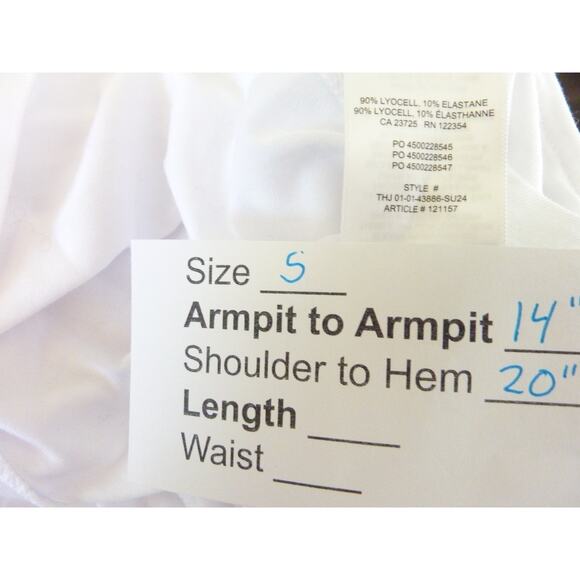 90% LYOCELL, 10% ELASTANE
90% LYOCELL, 10% ÉLASTHANNE
CA 23725 RN 122354
PO 4500228545
PO 4500228546
PO 4500228547
STYLE #
THJ 01-01-43886-SU24
ARTICLE # 121157
Size S
Armpit to Armpit 14"
Shoulder to Hem 20"
Length
Waist